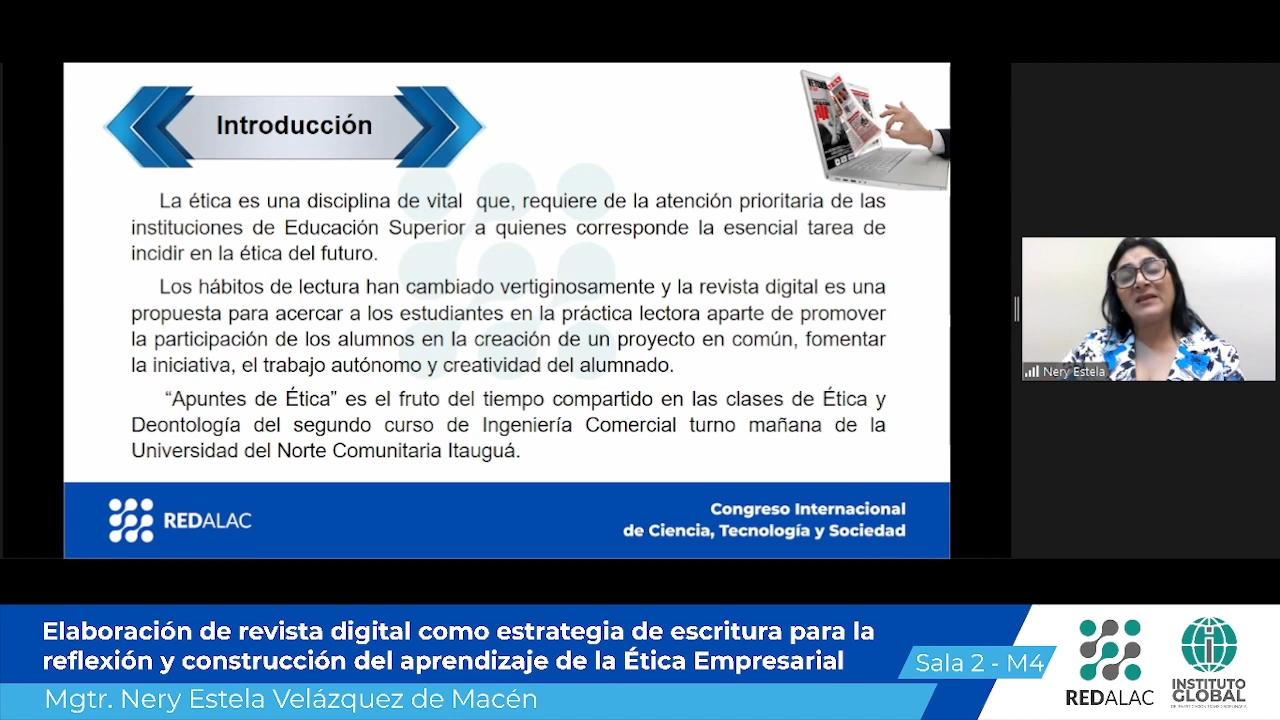 Introducción
La ética es una disciplina de vital que, requiere de la atención prioritaria de las
instituciones de Educación Superior a quienes corresponde la esencial tarea de
incidir en la ética del futuro.
Los hábitos de lectura han cambiado vertiginosamente y la revista digital es una
propuesta para acercar a los estudiantes en la práctica lectora aparte de promover
la participación de los alumnos en la creación de un proyecto en común, fomentar
la iniciativa, el trabajo autónomo y creatividad del alumnado.
“Apuntes de Ética” es el fruto del tiempo compartido en las clases de Ética y
Deontología del segundo curso de Ingeniería Comercial turno mañana de la
Universidad del Norte Comunitaria Itauguá.
REDALAC
Congreso Internacional
de Ciencia, Tecnología y Sociedad
Nery Estela
Elaboración de revista digital como estrategia de escritura para la
reflexión y construcción del aprendizaje de la Ética Empresarial
Mgtr. Nery Estela Velázquez de Macén
Sala 2 - M4
REDALAC
INSTITUTO
GLOBAL